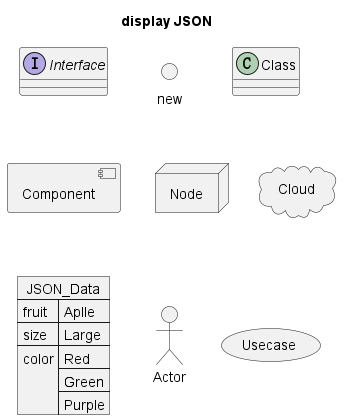 display JSON
I Interface
new
C Class
Component
Node
Cloud
JSON_Data
fruit Aplle
size Large
color Red
Green
Purple
Actor
Usecase